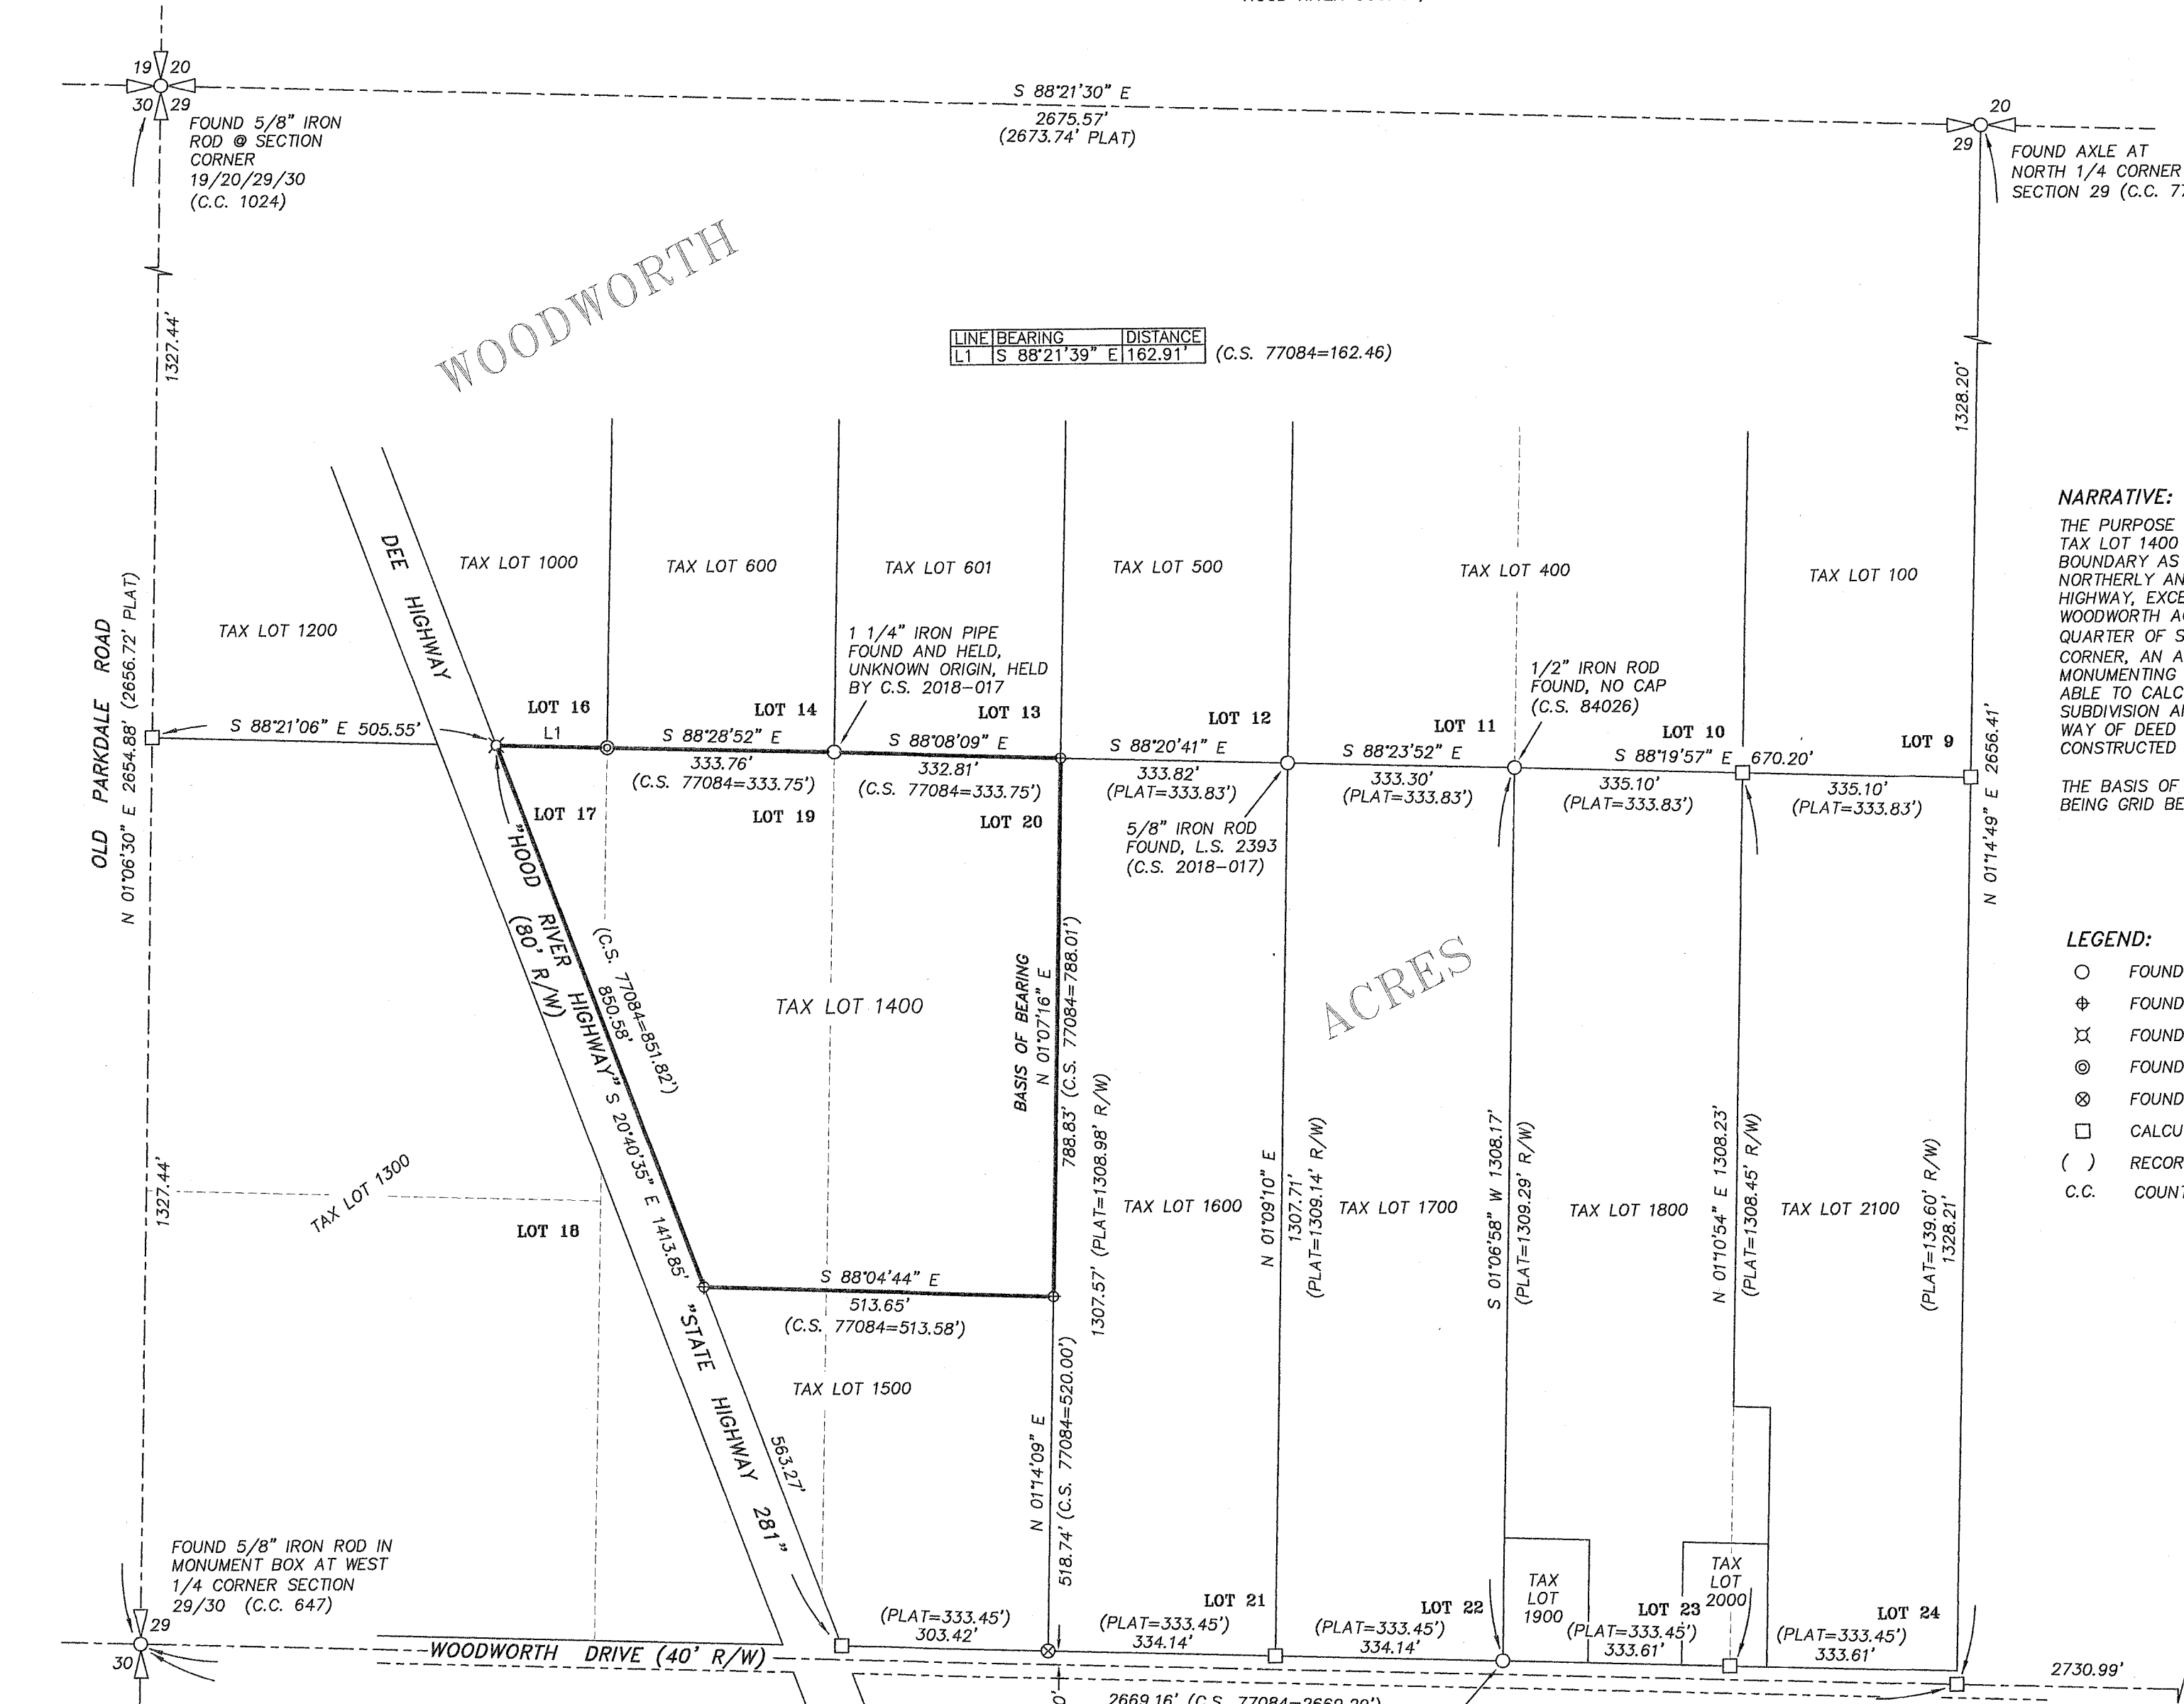 19 20
30 29
FOUND 5/8" IRON
ROD @ SECTION
CORNER
19/20/29/30
(C.C. 1024)
S 88°21'30" E
2675.57'
(2673.74' PLAT)
20
29
FOUND AXLE AT
NORTH 1/4 CORNER
SECTION 29 (C.C.
WOODWORTH
1327.44'
1328.20'
LINE BEARING DISTANCE
L1 S 88°21'39" E 162.91' (C.S. 77084=162.46)
DEE HIGHWAY
TAX LOT 1000
TAX LOT 600
TAX LOT 601
TAX LOT 500
TAX LOT 400
TAX LOT 100
TAX LOT 1200
OLD PARKDALE ROAD
N 01°06'30" E 2654.88' (2656.72' PLAT)
1 1/4" IRON PIPE
FOUND AND HELD,
UNKNOWN ORIGIN, HELD
BY C.S. 2018-017
1/2" IRON ROD
FOUND, NO CAP
(C.S. 84026)
LOT 16
LOT 14
LOT 13
LOT 12
LOT 11
LOT 10
LOT 9
S 88°21'06" E 505.55'
L1
S 88°28'52" E
333.76'
(C.S. 77084=333.75')
S 88°08'09" E
332.81'
(C.S. 77084=333.75')
S 88°20'41" E
333.82'
(PLAT=333.83')
S 88°23'52" E
333.30'
(PLAT=333.83')
S 88°19'57" E 670.20'
335.10'
(PLAT=333.83')
335.10'
(PLAT=333.83')
N 01°14'49" E 2656.41'
LOT 17
LOT 19
LOT 20
5/8" IRON ROD
FOUND, L.S. 2393
(C.S. 2018-017)
NARRATIVE:
THE PURPOSE
TAX LOT 1400
BOUNDARY AS
NORTHERLY
HIGHWAY,
WOODWORTH
QUARTER OF
CORNER, AN
MONUMENTING
ABLE TO
SUBDIVISION
WAY OF DEED
CONSTRUCTED
THE BASIS OF
BEING GRID
"HOOD RIVER HIGHWAY"
(80' R/W)
(C.S. 77084=851.82')
850.58'
S 20°40'35" E 1413.85'
TAX LOT 1400
BASIS OF BEARING
N 01°07'16" E
788.83' (C.S. 77084=788.01')
1307.57' (PLAT=1308.98' R/W)
ACRES
LEGEND:
FOUND
FOUND
FOUND
FOUND
FOUND
( )
C.C.
1327.44'
TAX LOT 1300
LOT 18
TAX LOT 1600
N 01°09'10" E
1307.71'
(PLAT=1309.14' R/W)
TAX LOT 1700
S 01°06'58" W 1308.17'
(PLAT=1309.29' R/W)
TAX LOT 1800
N 01°10'54" E 1308.23'
(PLAT=1308.45' R/W)
TAX LOT 2100
(PLAT=139.60' R/W)
1328.21'
S 88°04'44" E
513.65'
(C.S. 77084=513.58')
"STATE HIGHWAY 281"
563.27'
TAX LOT 1500
N 01°14'09" E
518.74' (C.S. 77084=520.00')
FOUND 5/8" IRON ROD IN
MONUMENT BOX AT WEST
1/4 CORNER SECTION
29/30 (C.C. 647)
29
30
WOODWORTH DRIVE (40' R/W)
(PLAT=333.45')
303.42'
LOT 21
(PLAT=333.45')
334.14'
LOT 22
(PLAT=333.45')
334.14'
TAX
LOT
1900
LOT 23
(PLAT=333.45')
333.61'
TAX
LOT
2000
LOT 24
(PLAT=333.45')
333.61'
2730.99'
2669.16' (C.S. 77084=2669.20')